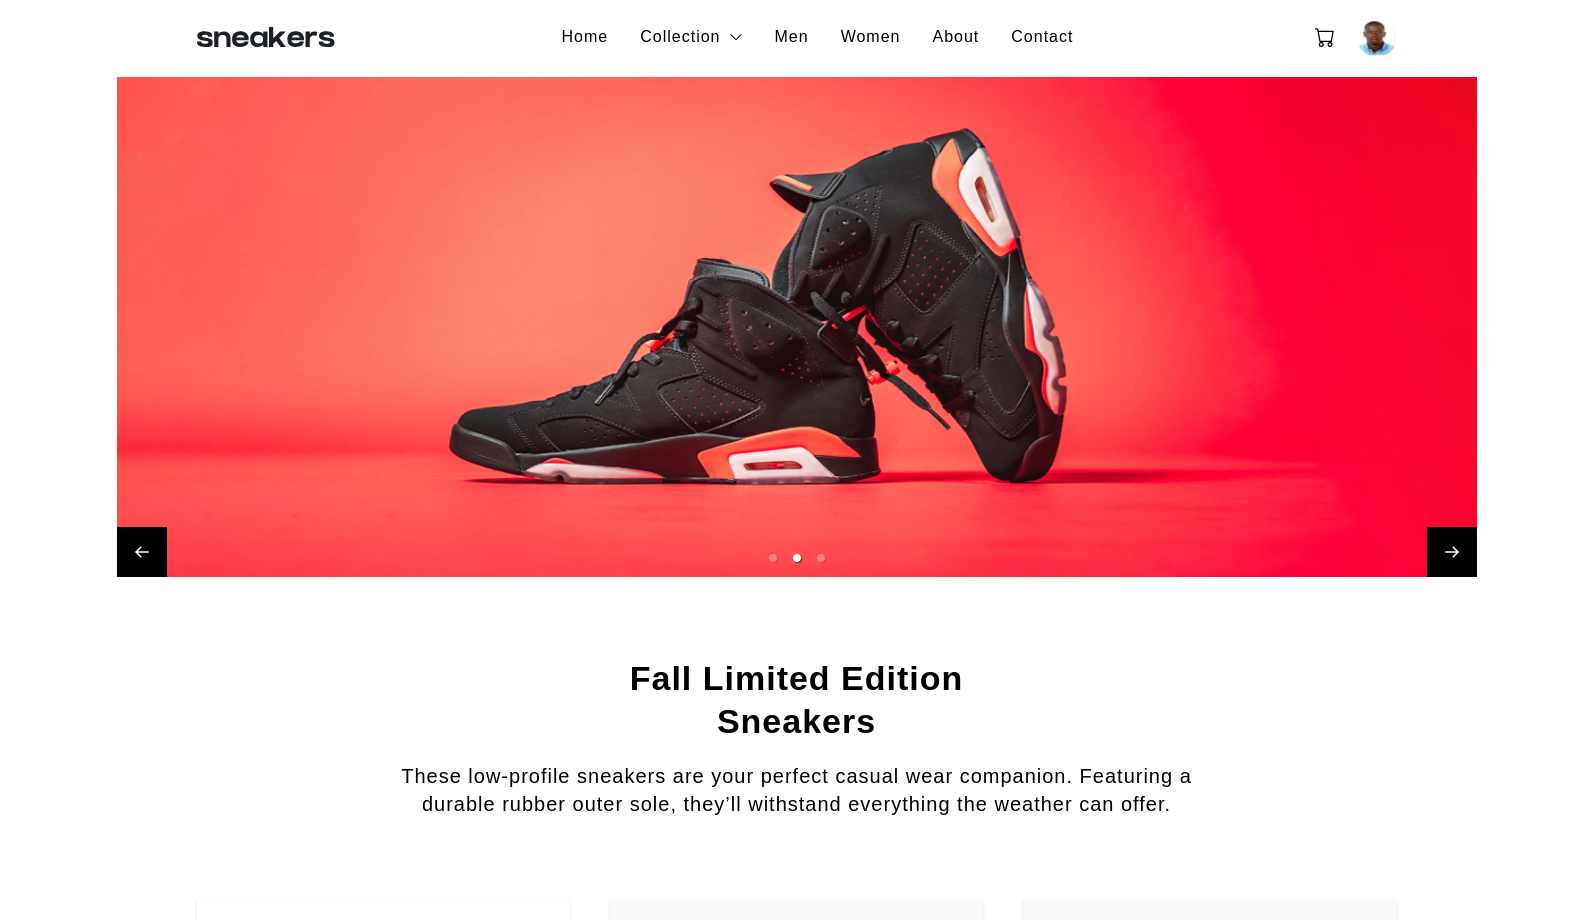 sneakers
Home Collection Men Women About Contact
Fall Limited Edition
Sneakers
These low-profile sneakers are your perfect casual wear companion. Featuring a
durable rubber outer sole, they’ll withstand everything the weather can offer.